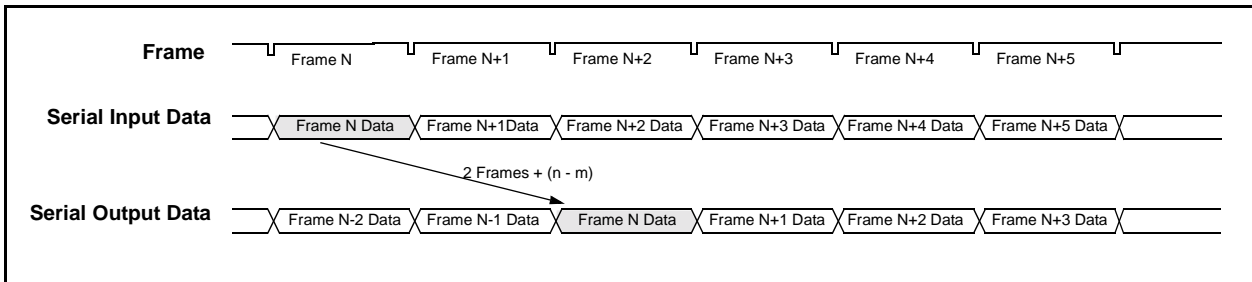 Frame
Frame N
Frame N+1
Frame N+2
Frame N+3
Frame N+4
Frame N+5
Serial Input Data
Frame N Data
Frame N+1Data
Frame N+2 Data
Frame N+3 Data
Frame N+4 Data
Frame N+5 Data
2 Frames + (n - m)
Serial Output Data
Frame N-2 Data
Frame N-1 Data
Frame N Data
Frame N+1 Data
Frame N+2 Data
Frame N+3 Data